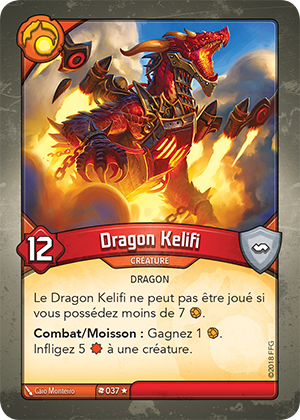 Dragon Kelifi
12
CRÉATURE
DRAGON
Le Dragon Kelifi ne peut pas être joué si
vous possédez moins de 7 .
Combat/Moisson : Gagnez 1 .
Infligez 5 à une créature.
Caio Monteiro
037
©2018 FFG